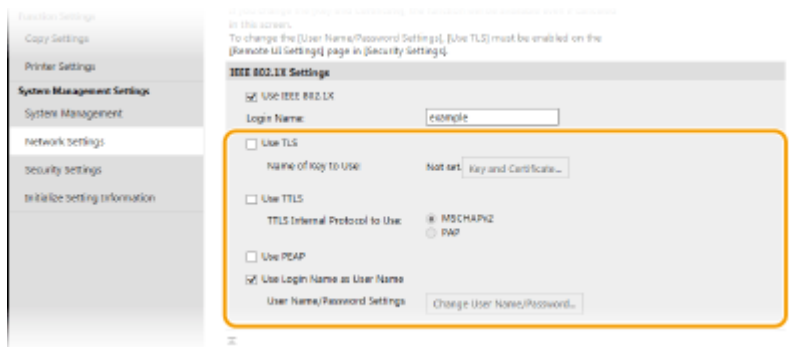 Function Settings
Copy Settings
Printer Settings
System Management Settings
System Management
Network Settings
Security Settings
Initialize Setting Information
in this screen.
To change the [User Name/Password Settings], [Use TLS] must be enabled on the
[Remote UI Settings] page in [Security Settings].
IEEE 802.1X Settings
Use IEEE 802.1X
Login Name: example
Use TLS
Name of Key to Use: Not set Key and Certificate...
Use TTLS
TTLS Internal Protocol to Use: MSCHAPv2
PAP
Use PEAP
Use Login Name as User Name
User Name/Password Settings Change User Name/Password...